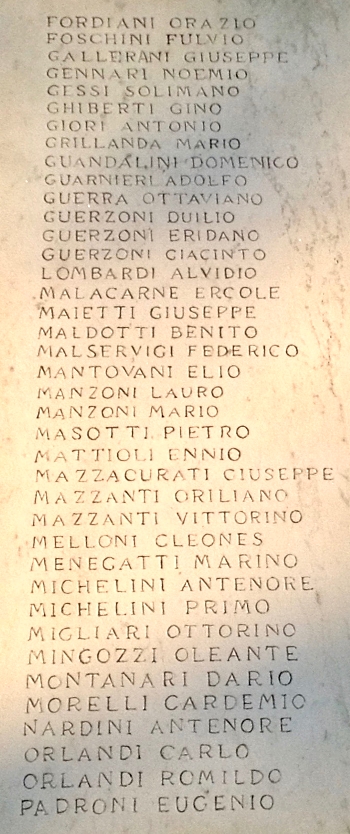 FORDIANI ORAZIO
FOSCHINI FULVIO
GALLERANI GIUSEPPE
GENNARI NOEMIO
GESSI SOLIMANO
GHIBERTI GINO
GIORI ANTONIO
GRILLANDA MARIO
GUANDALINI DOMENICO
GUARNIERI ADOLFO
GUERRA OTTAVIANO
GUERZONI DUILIO
GUERZONI ERIDANO
GUERZONI GIACINTO
LOMBARDI ALVIDIO
MALACARNE ERCOLE
MAIETTI GIUSEPPE
MALDOTTI BENITO
MALSERVIGI FEDERICO
MANTOVANI ELIO
MANZONI LAURO
MANZONI MARIO
MASOTTI PIETRO
MATTIOLI ENNIO
MAZZACURATI GIUSEPPE
MAZZANTI ORILIANO
MAZZANTI VITTORINO
MELLONI CLEONES
MENEGATTI MARINO
MICHELINI ANTENORE
MICHELINI PRIMO
MIGLIARI OTTORINO
MINGOZZI OLEANTE
MONTANARI DARIO
MORELLI CARDEMIO
NARDINI ANTENORE
ORLANDI CARLO
ORLANDI ROMILDO
PADRONI EUGENIO